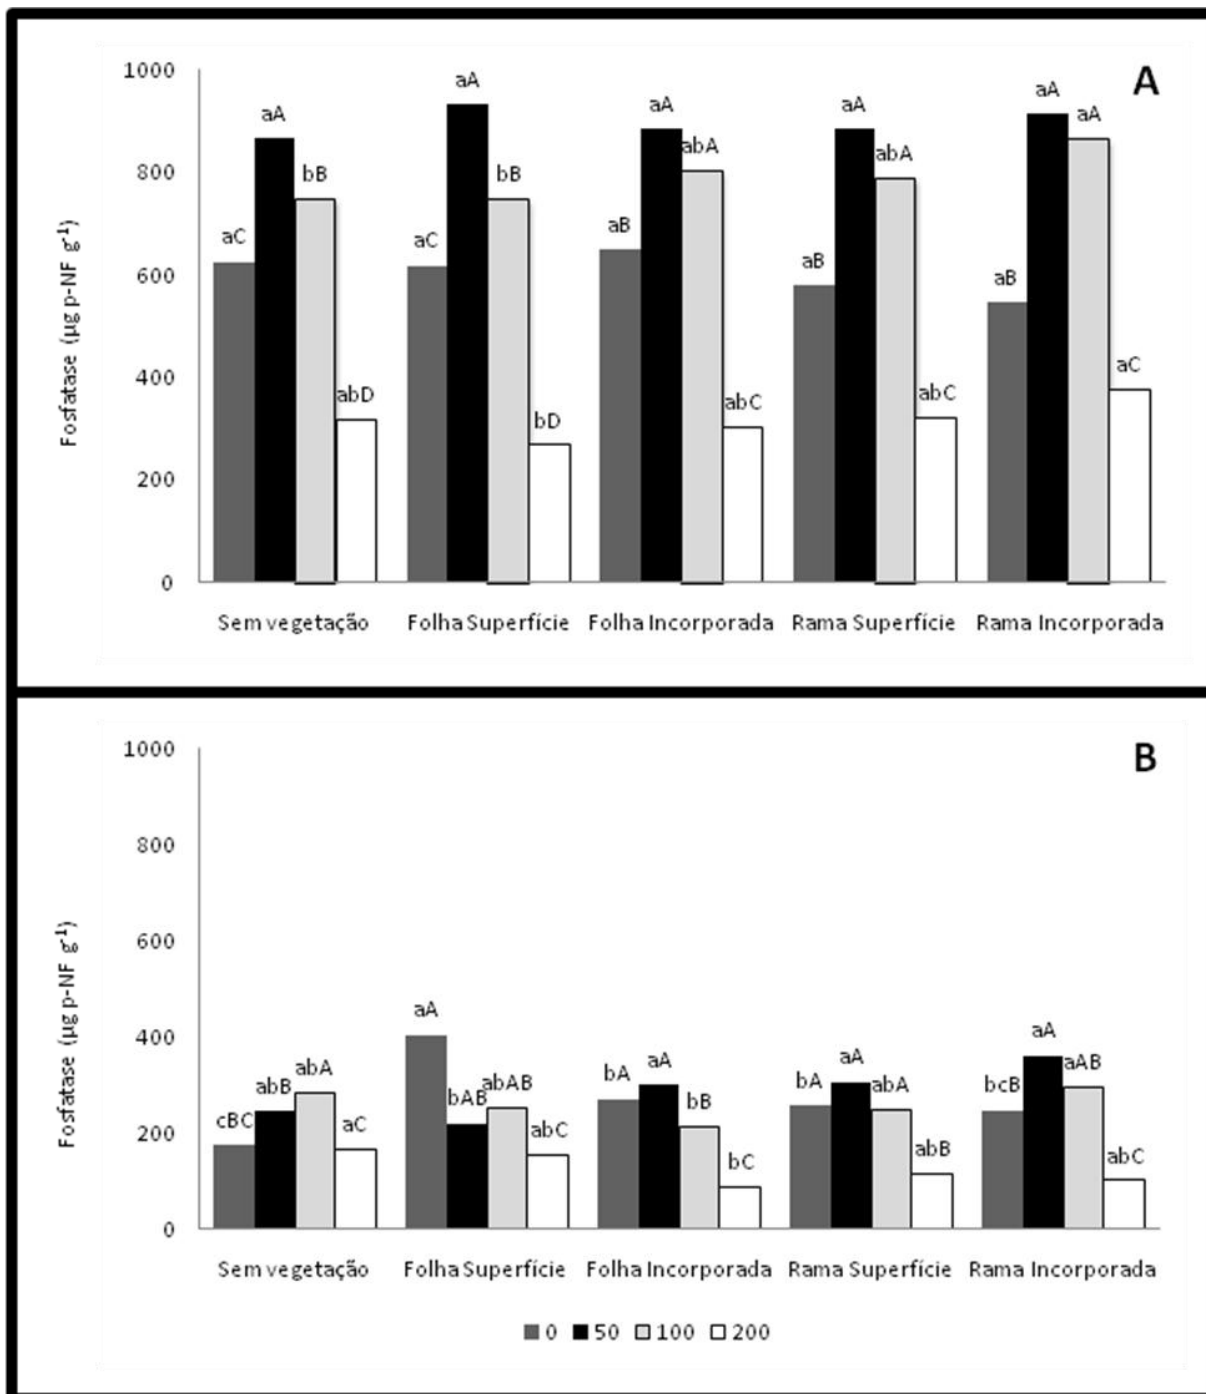 A
Fosfatase (µg p-NF g-1)
1000
800
600
400
200
0
aC aA bB abD
aC aA bB bD
aB aA abA abC
aB aA abA abC
aB aA aA aC
Sem vegetação Folha Superfície Folha Incorporada Rama Superfície Rama Incorporada
B
Fosfatase (µg p-NF g-1)
1000
800
600
400
200
0
cBC abB abA aC
aA bAB abAB abC
bA aA bB bC
bA aA abA abB
bcB aA aAB abC
Sem vegetação Folha Superfície Folha Incorporada Rama Superfície Rama Incorporada
0 50 100 200